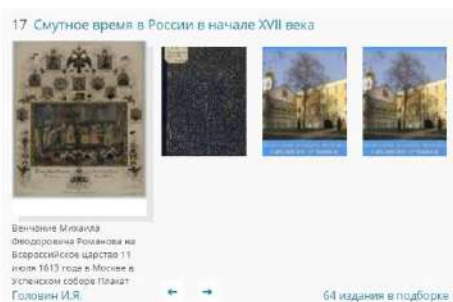 17 Смутное время в России в начале XVII века
Венчание Михаила
Феодоровича Романова на
Всероссийское царство 11
июля 1613 года в Москве в
Успенском соборе Плакат
Головин И.Я.
64 издания в подборке